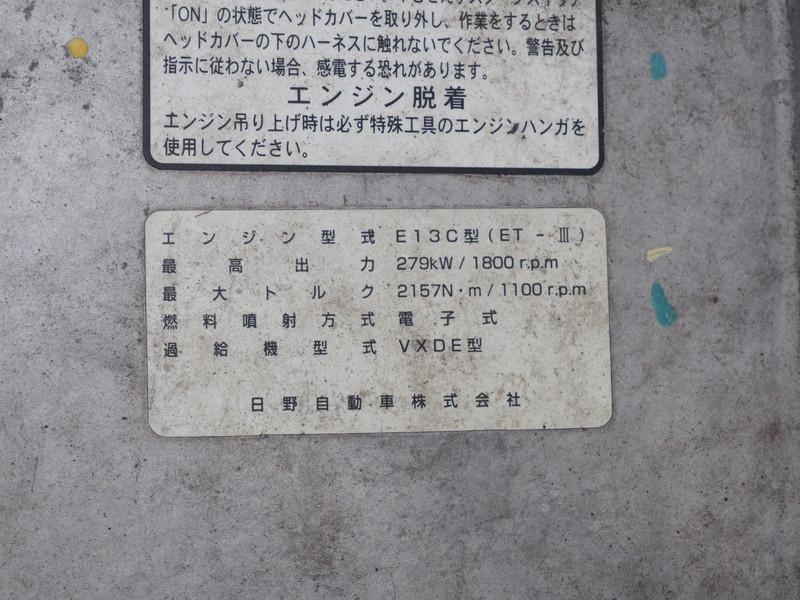 「ON」の状態でヘッドカバーを取り外し、作業をするときは
ヘッドカバーの下のハーネスに触れないでください。警告及び
指示に従わない場合、感電する恐れがあります。
エンジン脱着
エンジン吊り上げ時は必ず特殊工具のエンジンハンガを
使用してください。
エンジン型式 E13C型(ET-Ⅲ)
最高出力 279kW/1800 r.p.m
最大トルク 2157N・m/1100 r.p.m
燃料噴射方式 電子式
過給機型式 VXDE型
日野自動車株式会社